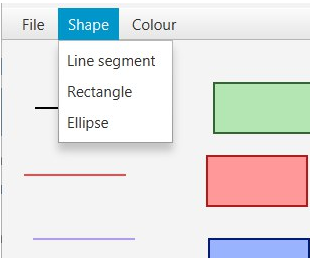 File Shape Colour
Line segment
Rectangle
Ellipse